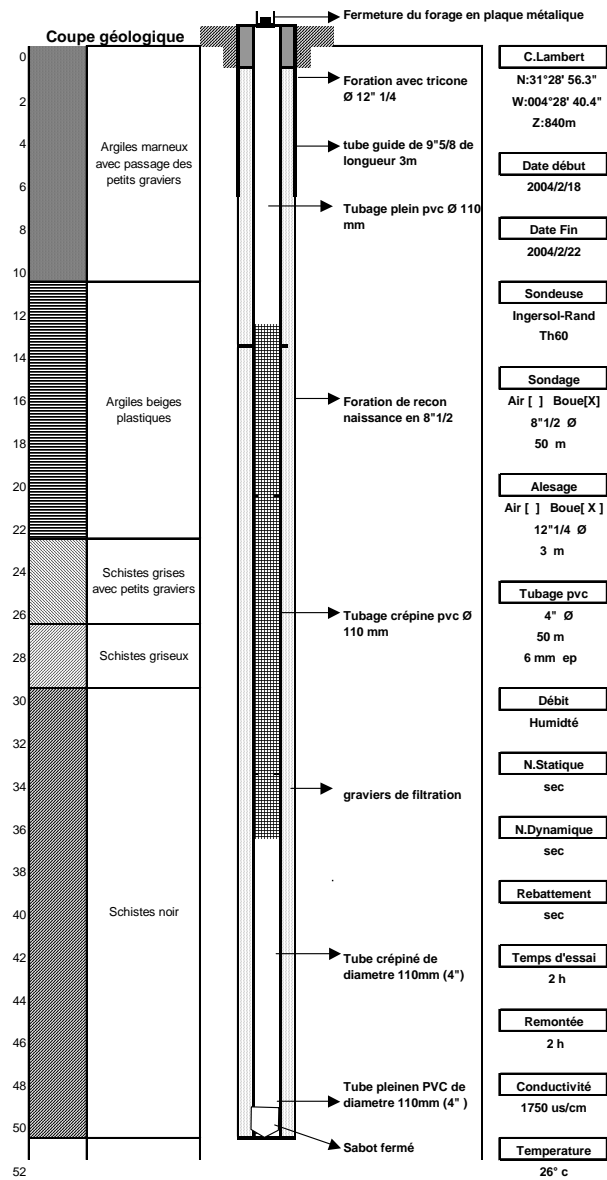 Coupe géologique
0
2
4
6
8
10
12
14
16
18
20
22
24
26
28
30
32
34
36
38
40
42
44
46
48
50
52
Argiles marneux
avec passage des
petits graviers
Argiles beiges
plastiques
Schistes grises
avec petits graviers
Schistes griseux
Schistes noir
Fermeture du forage en plaque métalique
Foration avec tricone
Ø 12" 1/4
tube guide de 9"5/8 de
longueur 3m
Tubage plein pvc Ø 110
mm
Foration de recon
naissance en 8"1/2
Tubage crépine pvc Ø
110 mm
graviers de filtration
Tube crépiné de
diametre 110mm (4")
Tube pleinen PVC de
diametre 110mm (4" )
Sabot fermé
C.Lambert
N:31°28' 56.3"
W:004°28' 40.4"
Z:840m
Date début
2004/2/18
Date Fin
2004/2/22
Sondeuse
Ingersol-Rand
Th60
Sondage
Air [ ] Boue[X]
8"1/2 Ø
50 m
Alesage
Air [ ] Boue[ X ]
12"1/4 Ø
3 m
Tubage pvc
4" Ø
50 m
6 mm ep
Débit
Humidté
N.Statique
sec
N.Dynamique
sec
Rebattement
sec
Temps d'essai
2 h
Remontée
2 h
Conductivité
1750 us/cm
Temperature
26° c